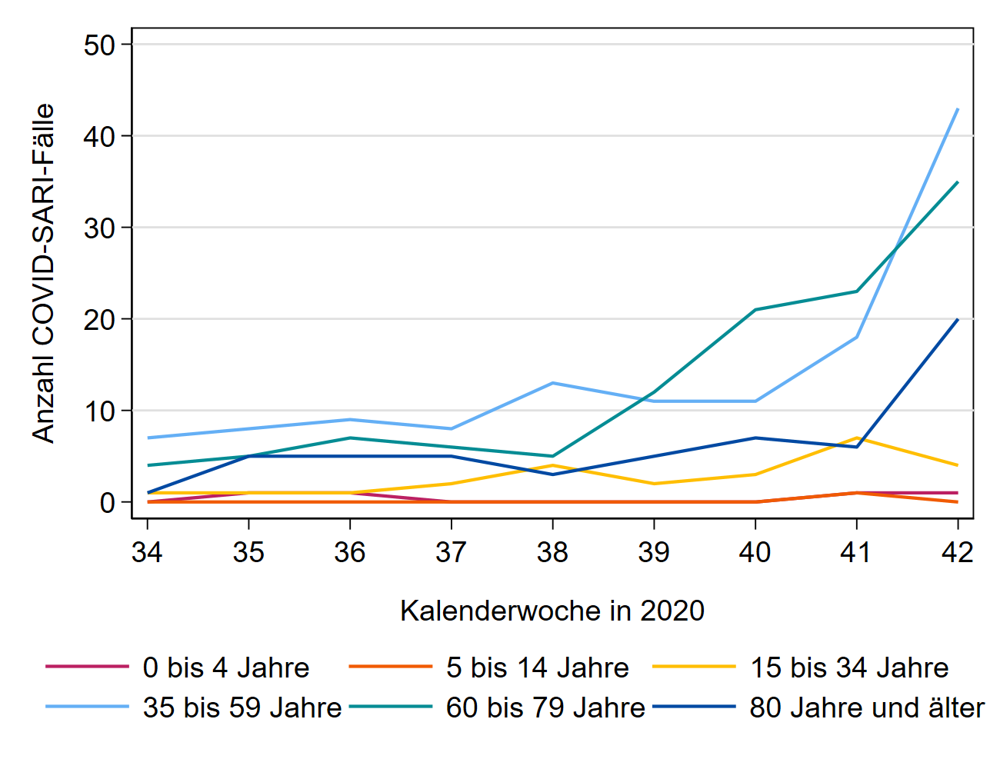 Anzahl COVID-SARI-Fälle
50
40
30
20
10
0
34 35 36 37 38 39 40 41 42
Kalenderwoche in 2020
0 bis 4 Jahre 5 bis 14 Jahre 15 bis 34 Jahre
35 bis 59 Jahre 60 bis 79 Jahre 80 Jahre und älter